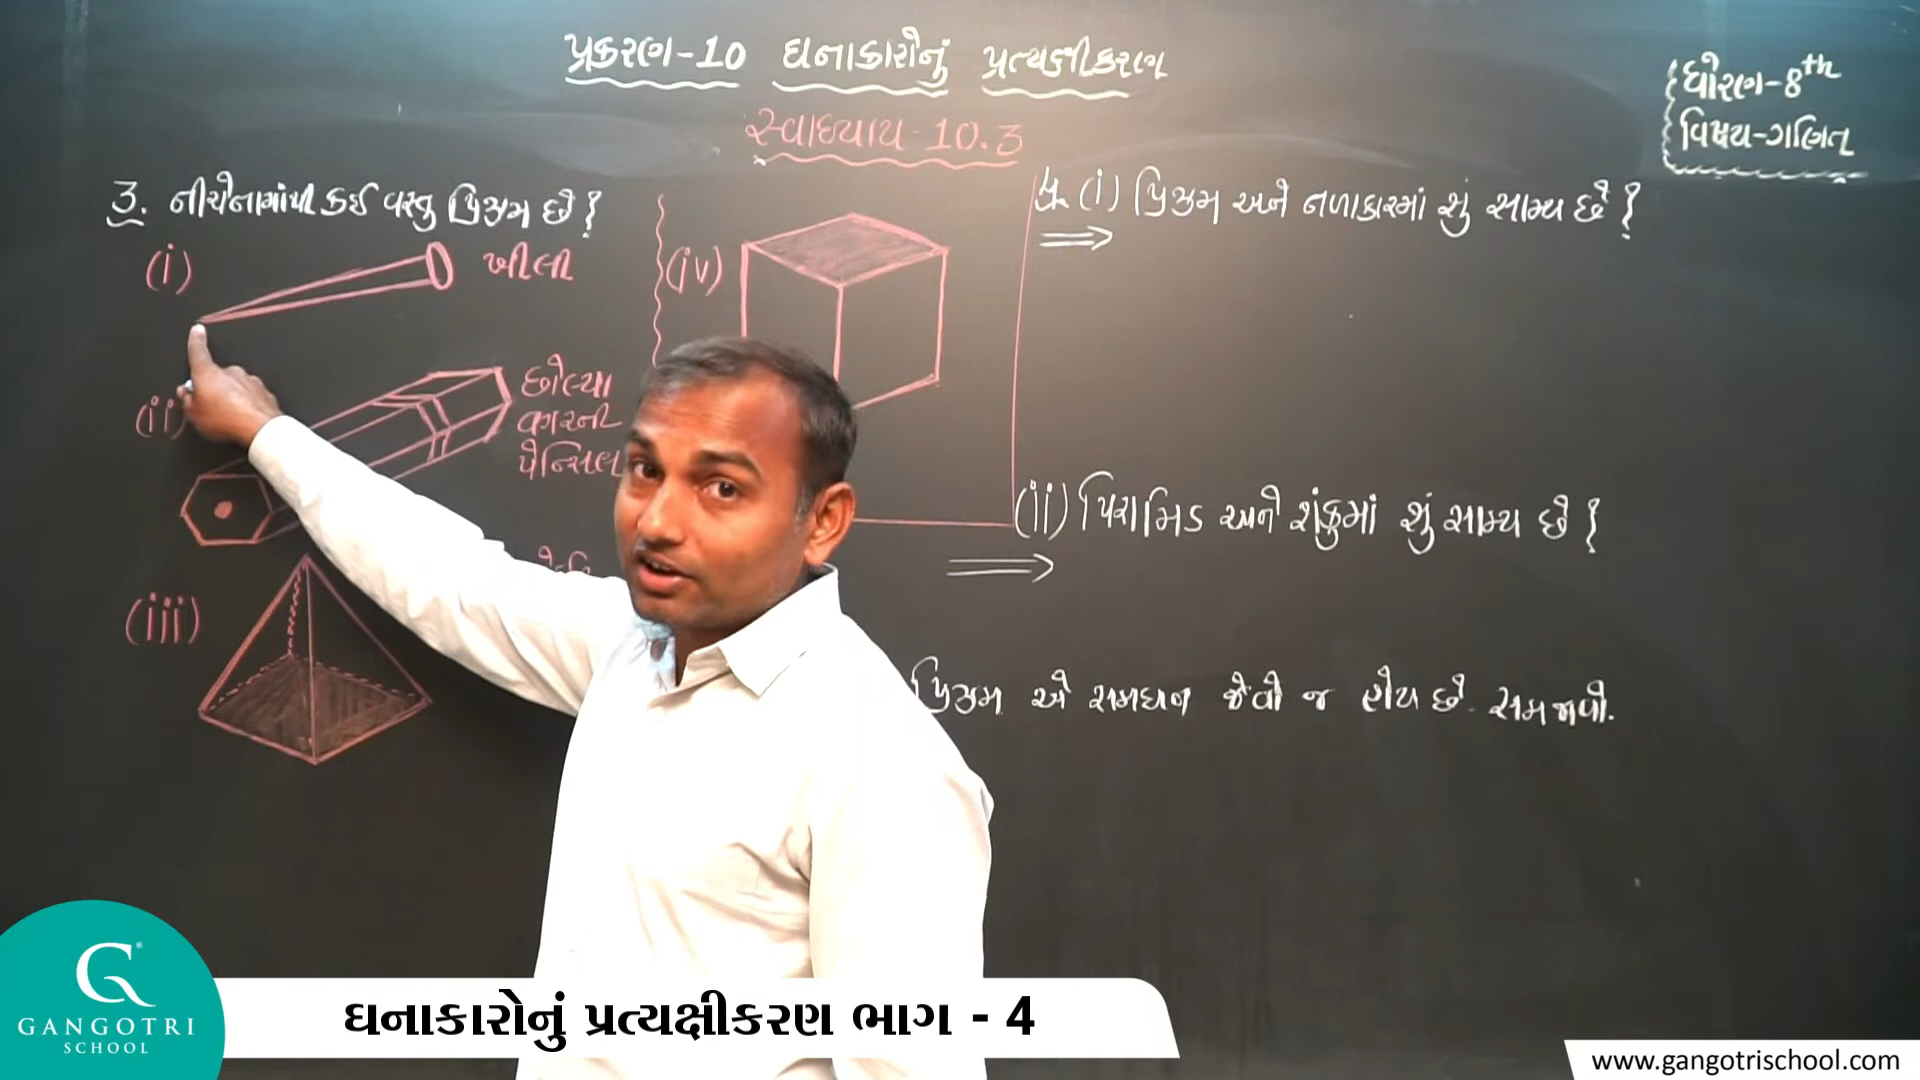 પ્રકરણ-10 ઘનાકારોનું પ્રત્યક્ષીકરણ
ધોરણ-8th
વિષય-ગણિત
સ્વાધ્યાય-10.3
3. નીચેનામાંથી કઈ વસ્તુ પ્રિઝમ છે?
(i) ખીલી
(ii) છોલ્યા
વગરની
પેન્સિલ
(iii)
(iv)
4. (i) પ્રિઝમ અને નળાકારમાં શું સામ્ય છે?
(ii) પિરામિડ અને શંકુમાં શું સામ્ય છે?
પ્રિઝમ એ સમઘન જેવો જ હોય છે. સમજાવો.
G®
GANGOTRI
SCHOOL
ઘનાકારોનું પ્રત્યક્ષીકરણ ભાગ - 4
www.gangotrischool.com